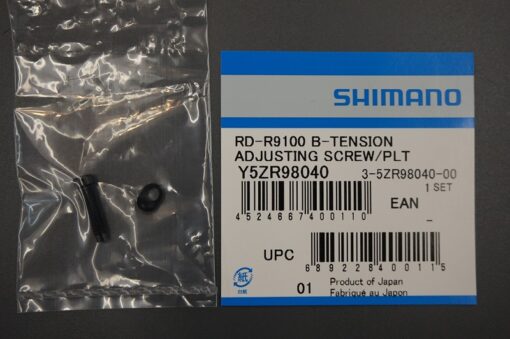 SHIMANO
RD-R9100 B-TENSION
ADJUSTING SCREW/PLT
Y5ZR98040 3-5ZR98040-00
1 SET
4524667400110
EAN
UPC
689228400115
紙
01 Product of Japan
Fabriqué au Japon